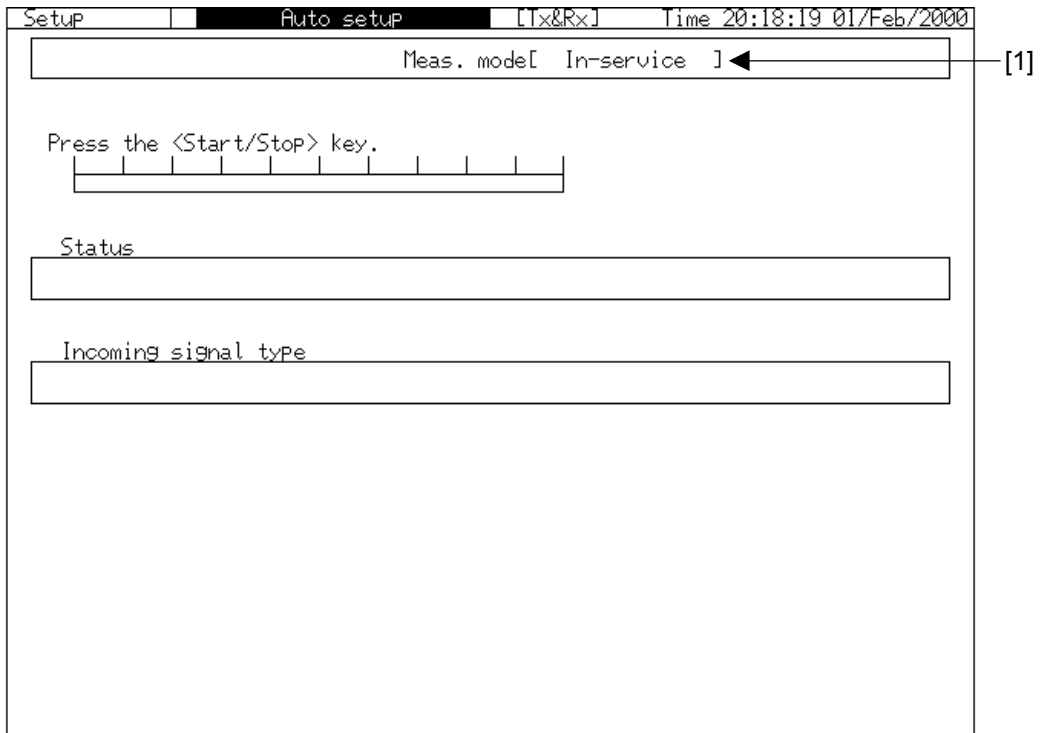 Setup Auto setup [Tx&Rx] Time 20:18:19 01/Feb/2000
Meas. mode[ In-service ] [1]
Press the <Start/Stop> key.
Status
Incoming signal type